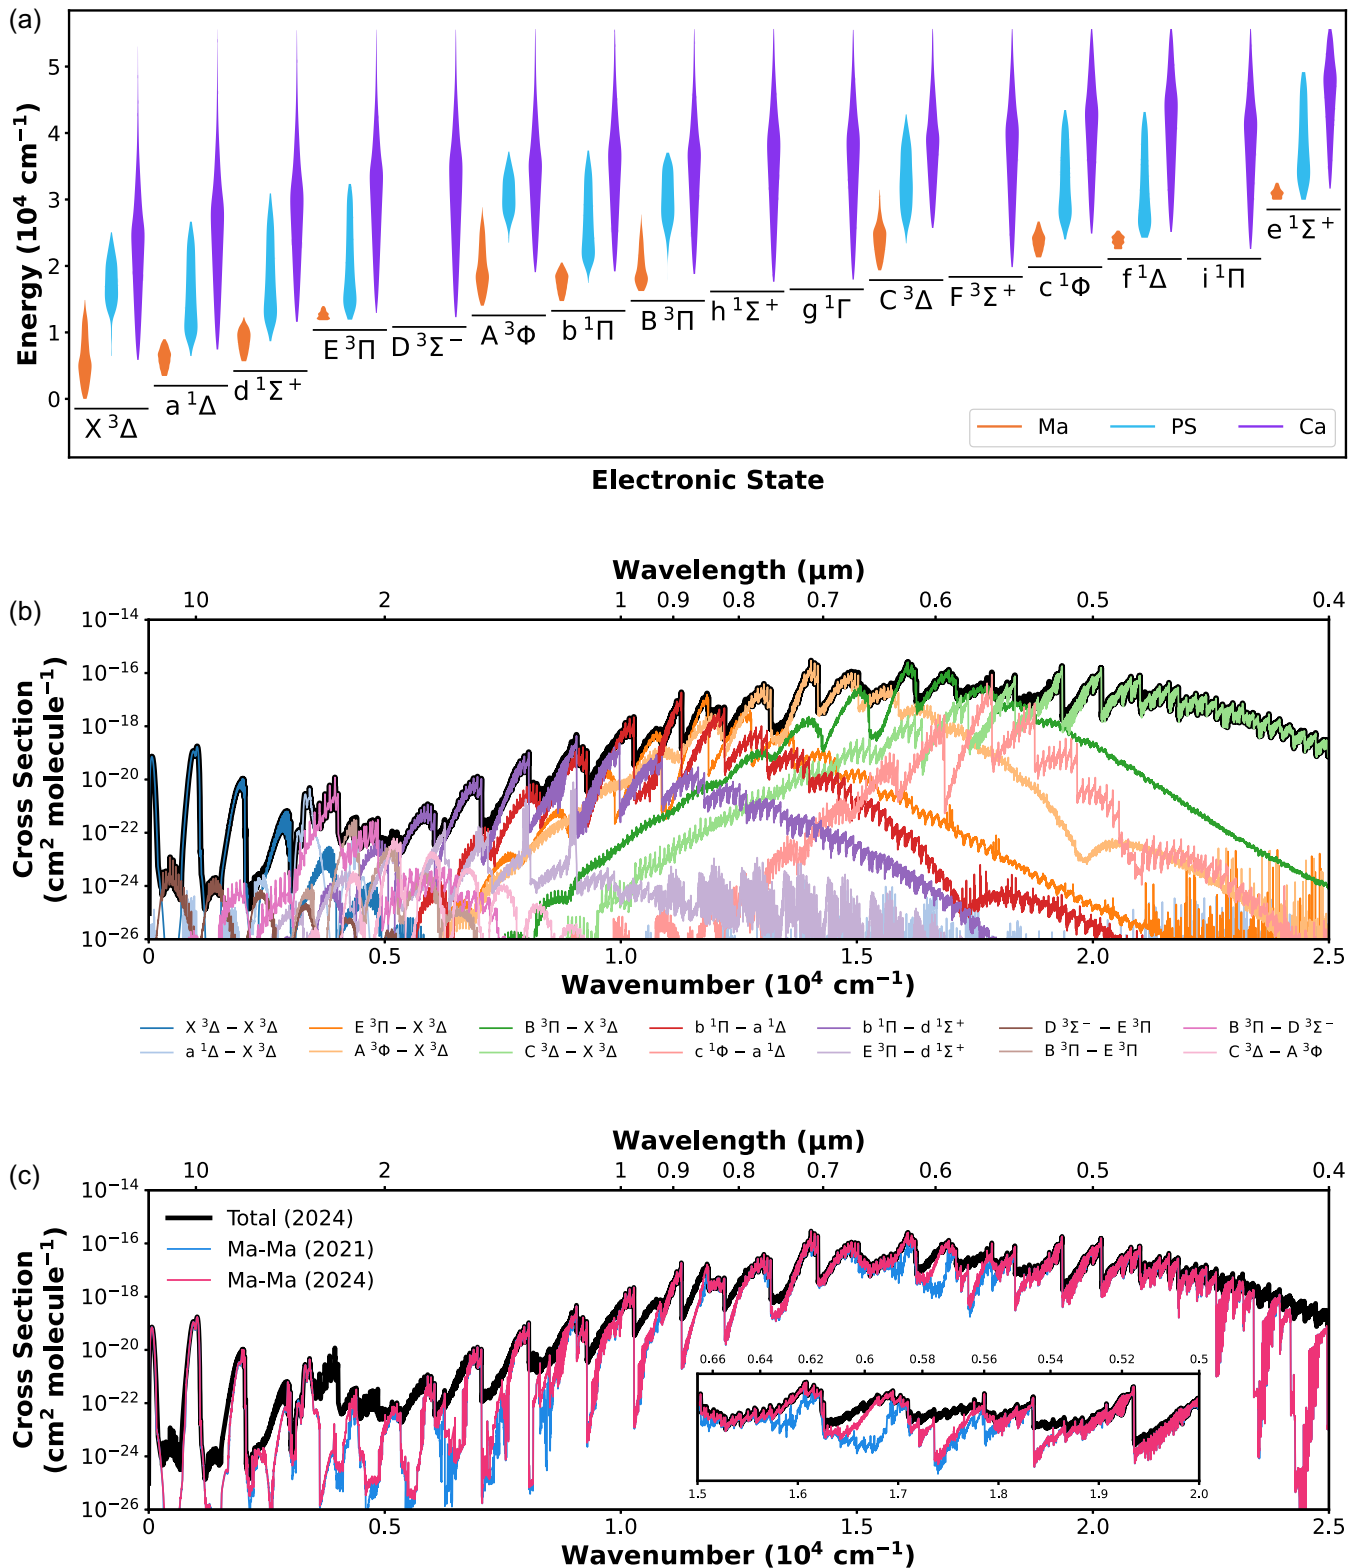 (a)
Energy (10⁴ cm⁻¹)
5
4
3
2
1
0
X ³Δ
a ¹Δ
d ¹Σ⁺
E ³Π
D ³Σ⁻
A ³Φ
b ¹Π
B ³Π
h ¹Σ⁺
g ¹Γ
C ³Δ
F ³Σ⁺
c ¹Φ
f ¹Δ
i ¹Π
e ¹Σ⁺
Ma PS Ca
Electronic State
(b)
Wavelength (μm)
10 2 1 0.9 0.8 0.7 0.6 0.5 0.4
Cross Section
(cm² molecule⁻¹)
10⁻¹⁴
10⁻¹⁶
10⁻¹⁸
10⁻²⁰
10⁻²²
10⁻²⁴
10⁻²⁶
0 0.5 1.0 1.5 2.0 2.5
Wavenumber (10⁴ cm⁻¹)
X ³Δ − X ³Δ E ³Π − X ³Δ B ³Π − X ³Δ b ¹Π − a ¹Δ b ¹Π − d ¹Σ⁺ D ³Σ⁻ − E ³Π B ³Π − D ³Σ⁻
a ¹Δ − X ³Δ A ³Φ − X ³Δ C ³Δ − X ³Δ c ¹Φ − a ¹Δ E ³Π − d ¹Σ⁺ B ³Π − E ³Π C ³Δ − A ³Φ
(c)
Wavelength (μm)
10 2 1 0.9 0.8 0.7 0.6 0.5 0.4
Cross Section
(cm² molecule⁻¹)
10⁻¹⁴
10⁻¹⁶
10⁻¹⁸
10⁻²⁰
10⁻²²
10⁻²⁴
10⁻²⁶
Total (2024)
Ma-Ma (2021)
Ma-Ma (2024)
0.66 0.64 0.62 0.6 0.58 0.56 0.54 0.52 0.5
1.5 1.6 1.7 1.8 1.9 2.0
0 0.5 1.0 1.5 2.0 2.5
Wavenumber (10⁴ cm⁻¹)